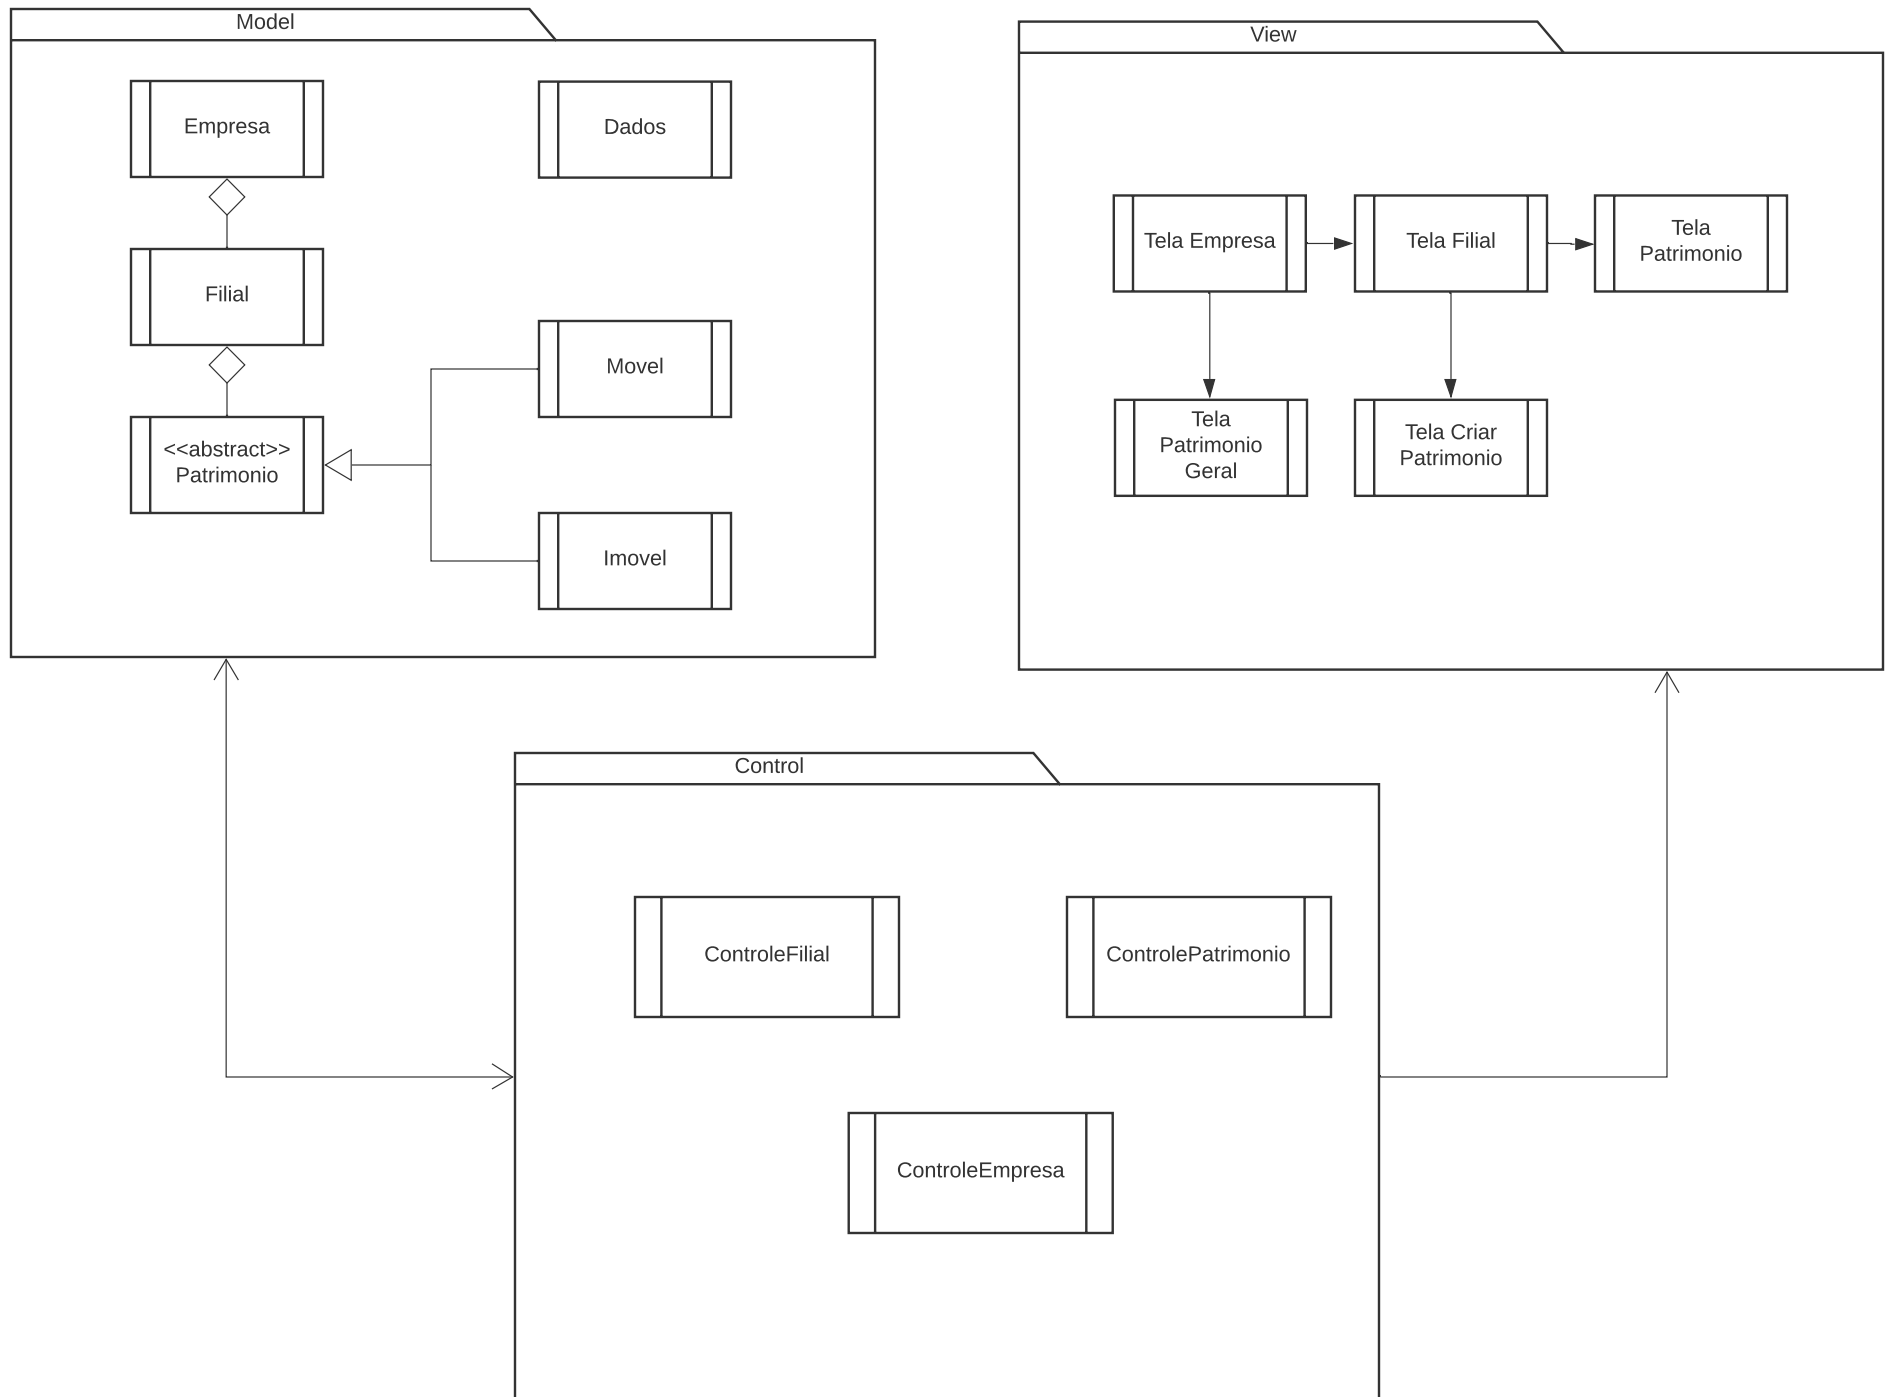 Model
Empresa
Dados
Filial
Movel
<<abstract>>
Patrimonio
Imovel
View
Tela Empresa
Tela Filial
Tela
Patrimonio
Tela
Patrimonio
Geral
Tela Criar
Patrimonio
Control
ControleFilial
ControlePatrimonio
ControleEmpresa